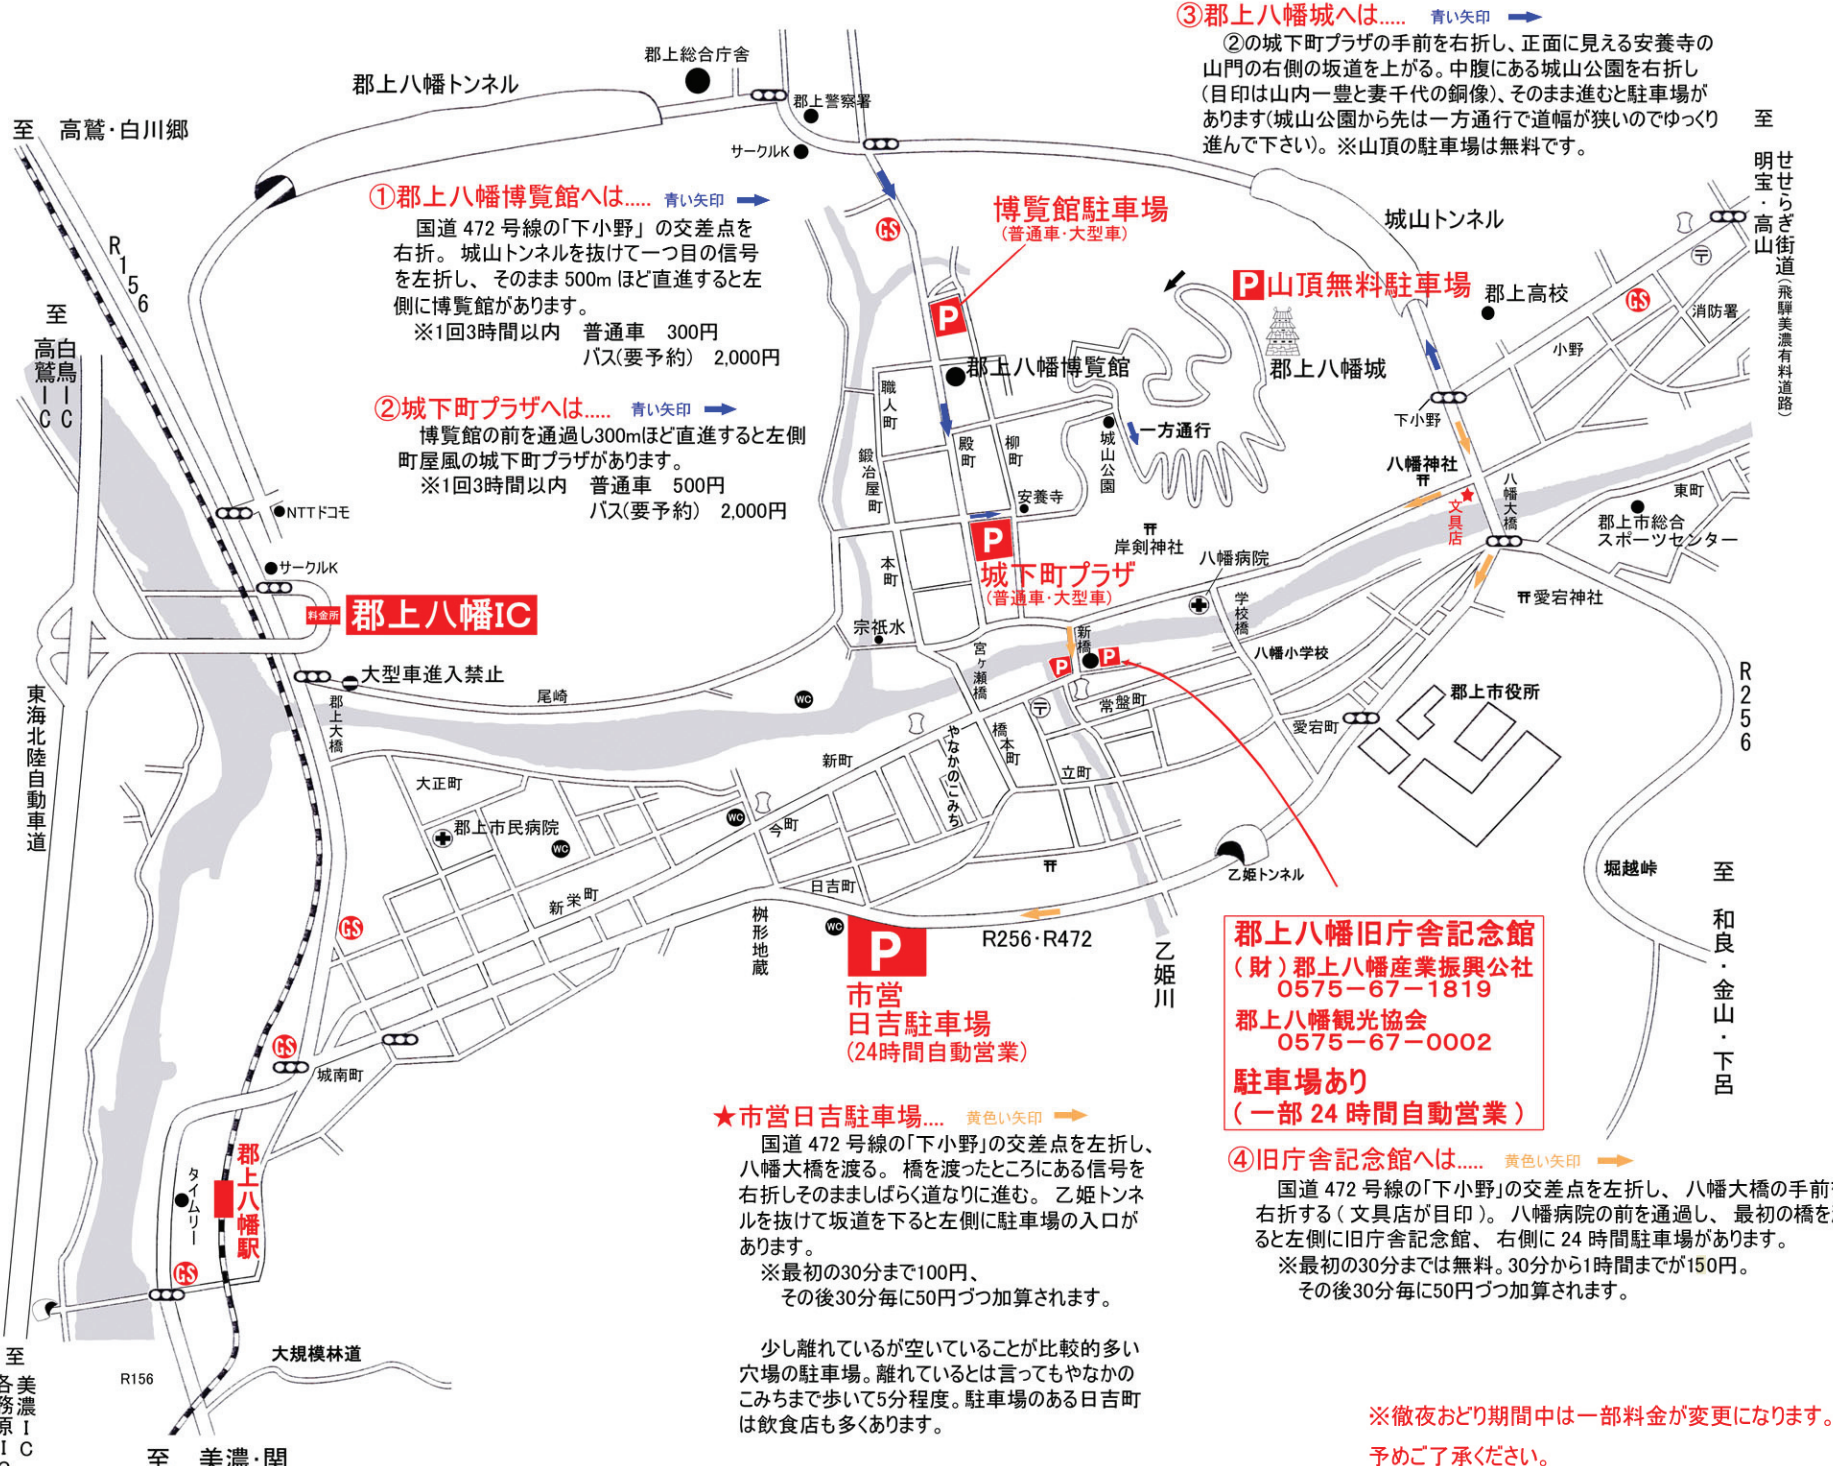 ③郡上八幡城へは..... 青い矢印
②の城下町プラザの手前を右折し、正面に見える安養寺の
山門の右側の坂道を上がる。中腹にある城山公園を右折し
(目印は山内一豊と妻千代の銅像)、そのまま進むと駐車場が
あります(城山公園から先は一方通行で道幅が狭いのでゆっくり
進んで下さい)。※山頂の駐車場は無料です。
郡上総合庁舎
郡上八幡トンネル
郡上警察署
サークルK
至 高鷲・白川郷
R156
至 白鳥IC 高鷲IC
①郡上八幡博覧館へは..... 青い矢印
国道 472 号線の「下小野」 の交差点を
右折。 城山トンネルを抜けて一つ目の信号
を左折し、 そのまま 500m ほど直進すると左
側に博覧館があります。
※1回3時間以内 普通車 300円
バス(要予約) 2,000円
②城下町プラザへは..... 青い矢印
博覧館の前を通過し300mほど直進すると左側
町屋風の城下町プラザがあります。
※1回3時間以内 普通車 500円
バス(要予約) 2,000円
GS
博覧館駐車場
(普通車・大型車)
P
城山トンネル
至 明宝・高山
せせらぎ街道(飛騨美濃有料道路)
P山頂無料駐車場
郡上八幡城
郡上高校
GS
消防署
小野
〒
郡上八幡博覧館
職人町
鍛冶屋町
殿町
柳町
城山公園
一方通行
安養寺
下小野
八幡神社
文具店
八幡大橋
東町
郡上市総合
スポーツセンター
岸剣神社
八幡病院
P
城下町プラザ
(普通車・大型車)
本町
宗祇水
学校橋
愛宕神社
NTTドコモ
サークルK
料金所 郡上八幡IC
大型車進入禁止
尾崎
WC
郡上大橋
東海北陸自動車道
宮ヶ瀬橋
新橋
P
P
八幡小学校
郡上市役所
R256
常盤町
〒
愛宕町
橋本町
やなかのこみち
新町
立町
大正町
郡上市民病院
WC
WC
今町
日吉町
新栄町
乙姫トンネル
堀越峠
至 和良・金山・下呂
GS
桝形地蔵
WC
P
市営
日吉駐車場
(24時間自動営業)
R256・R472
乙姫川
郡上八幡旧庁舎記念館
(財)郡上八幡産業振興公社
0575−67−1819
郡上八幡観光協会
0575−67−0002
駐車場あり
(一部 24 時間自動営業)
GS
城南町
郡上八幡駅
タイムリー
GS
★市営日吉駐車場.... 黄色い矢印
国道 472 号線の「下小野」の交差点を左折し、
八幡大橋を渡る。 橋を渡ったところにある信号を
右折しそのまましばらく道なりに進む。 乙姫トンネ
ルを抜けて坂道を下ると左側に駐車場の入口が
あります。
※最初の30分まで100円、
その後30分毎に50円づつ加算されます。
少し離れているが空いていることが比較的多い
穴場の駐車場。離れているとは言ってもやなかの
こみちまで歩いて5分程度。駐車場のある日吉町
は飲食店も多くあります。
④旧庁舎記念館へは..... 黄色い矢印
国道 472 号線の「下小野」の交差点を左折し、 八幡大橋の手前
右折する(文具店が目印)。 八幡病院の前を通過し、 最初の橋を
ると左側に旧庁舎記念館、 右側に 24 時間駐車場があります。
※最初の30分までは無料。30分から1時間までが150円。
その後30分毎に50円づつ加算されます。
至 美濃IC 各務原I
R156
大規模林道
至 美濃・関
※徹夜おどり期間中は一部料金が変更になります。
予めご了承ください。